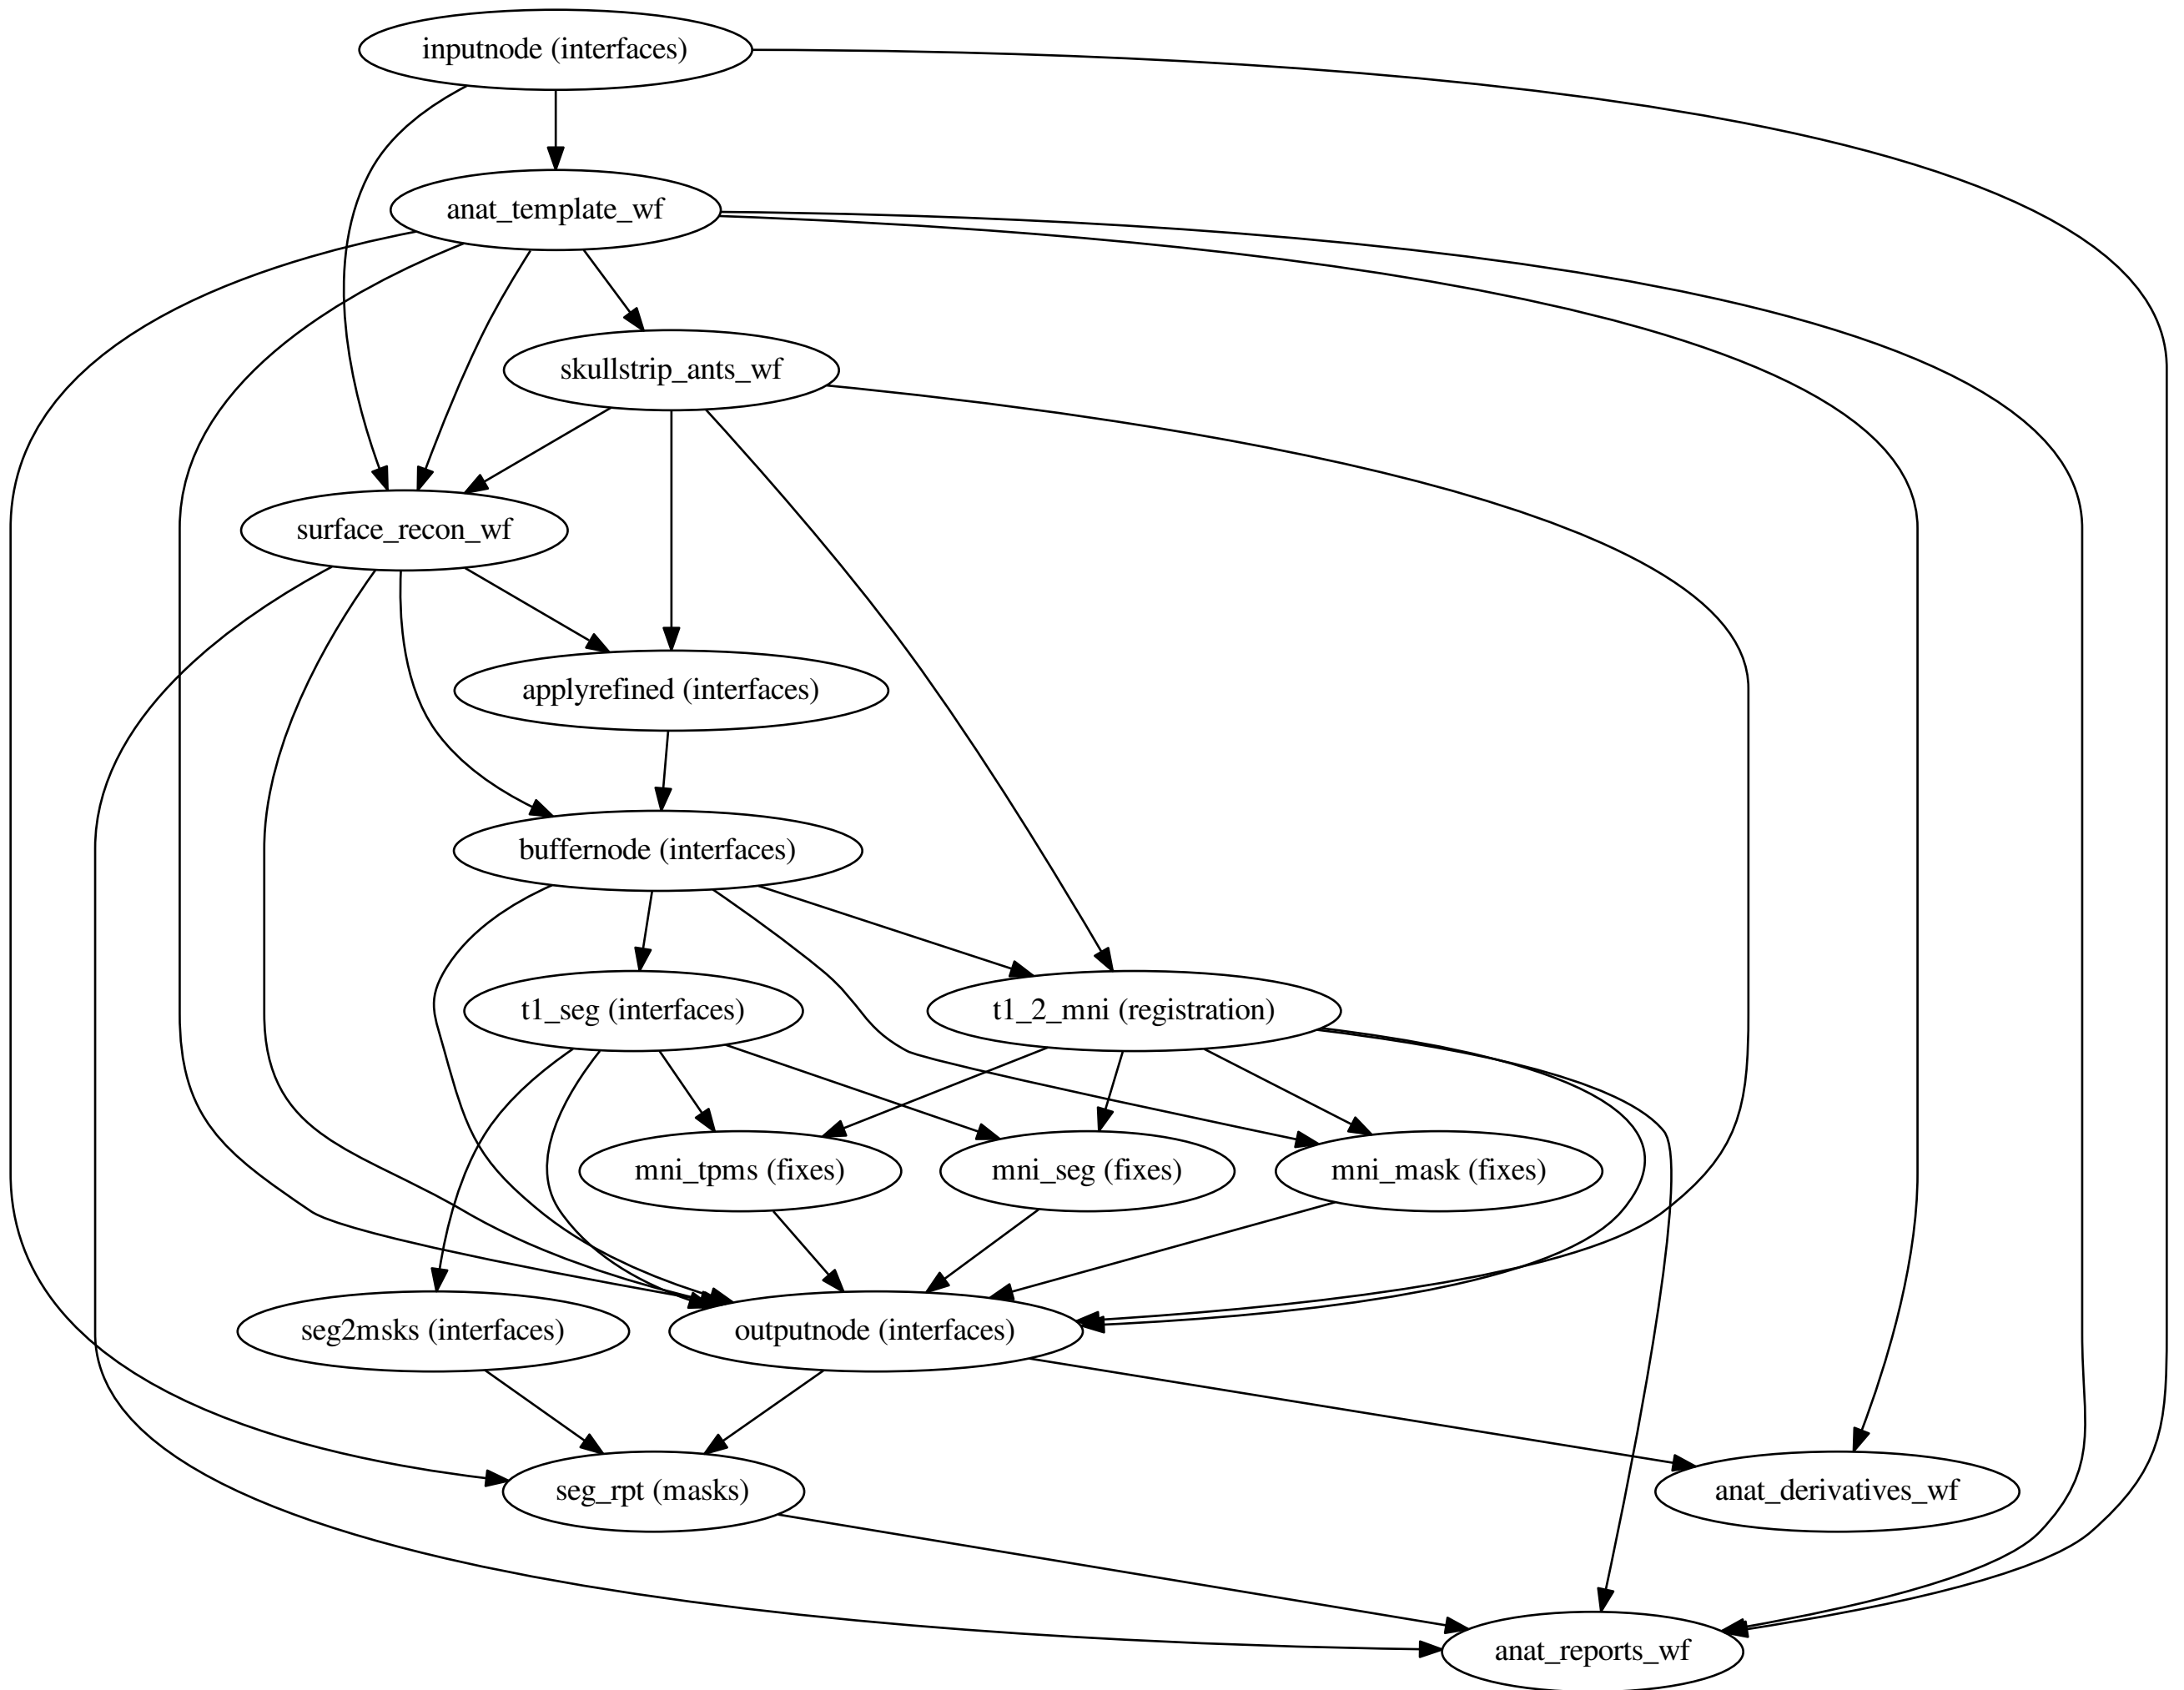 inputnode (interfaces)
anat_template_wf
skullstrip_ants_wf
surface_recon_wf
applyrefined (interfaces)
buffernode (interfaces)
t1_seg (interfaces)
t1_2_mni (registration)
mni_tpms (fixes)
mni_seg (fixes)
mni_mask (fixes)
seg2msks (interfaces)
outputnode (interfaces)
seg_rpt (masks)
anat_derivatives_wf
anat_reports_wf